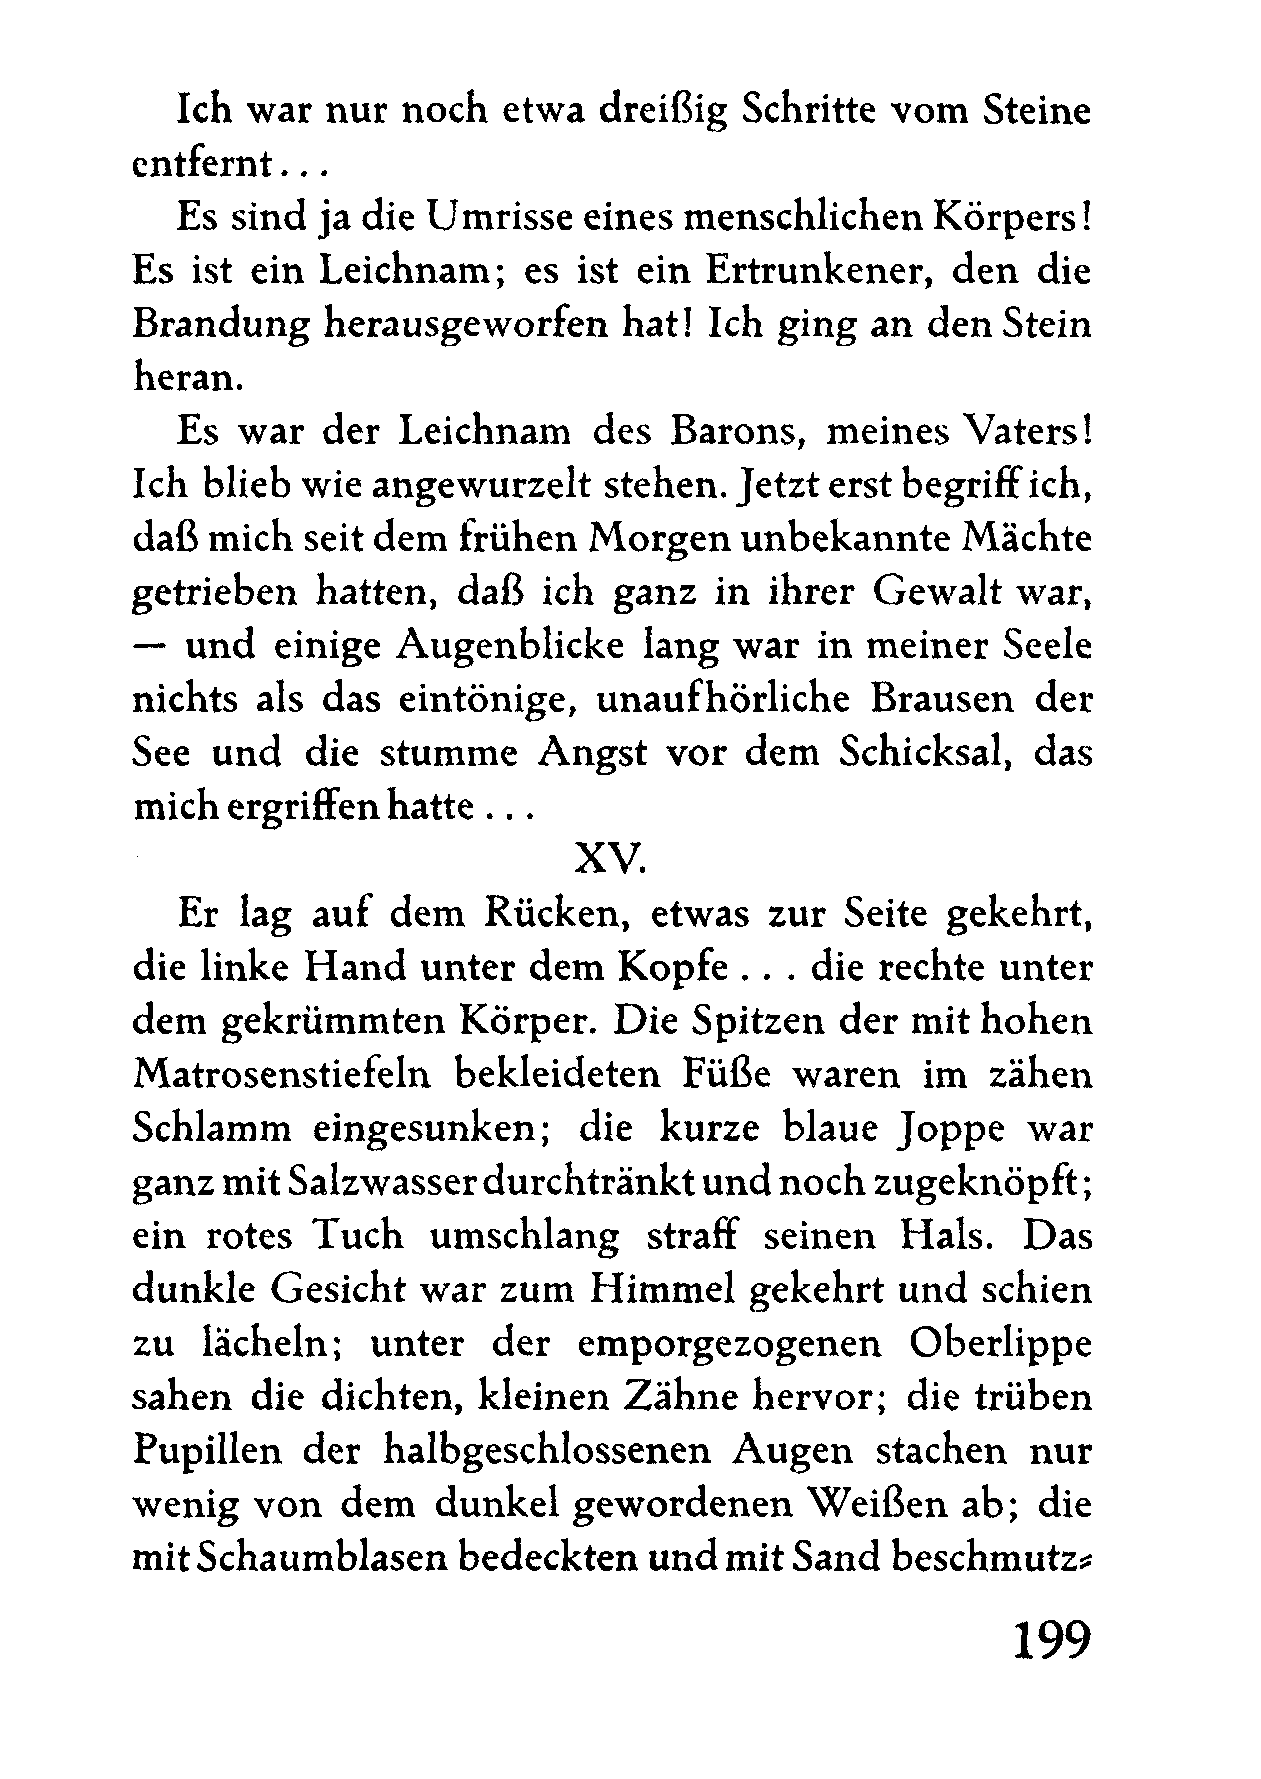 Ich war nur noch etwa dreißig Schritte vom Steine
entfernt . . .
Es sind ja die Umrisse eines menschlichen Körpers!
Es ist ein Leichnam; es ist ein Ertrunkener, den die
Brandung herausgeworfen hat! Ich ging an den Stein
heran.
Es war der Leichnam des Barons, meines Vaters!
Ich blieb wie angewurzelt stehen. Jetzt erst begriff ich,
daß mich seit dem frühen Morgen unbekannte Mächte
getrieben hatten, daß ich ganz in ihrer Gewalt war,
— und einige Augenblicke lang war in meiner Seele
nichts als das eintönige, unaufhörliche Brausen der
See und die stumme Angst vor dem Schicksal, das
mich ergriffen hatte . . .
XV.
Er lag auf dem Rücken, etwas zur Seite gekehrt,
die linke Hand unter dem Kopfe . . . die rechte unter
dem gekrümmten Körper. Die Spitzen der mit hohen
Matrosenstiefeln bekleideten Füße waren im zähen
Schlamm eingesunken; die kurze blaue Joppe war
ganz mit Salzwasser durchtränkt und noch zugeknöpft;
ein rotes Tuch umschlang straff seinen Hals. Das
dunkle Gesicht war zum Himmel gekehrt und schien
zu lächeln; unter der emporgezogenen Oberlippe
sahen die dichten, kleinen Zähne hervor; die trüben
Pupillen der halbgeschlossenen Augen stachen nur
wenig von dem dunkel gewordenen Weißen ab; die
mit Schaumblasen bedeckten und mit Sand beschmutz⸗
199